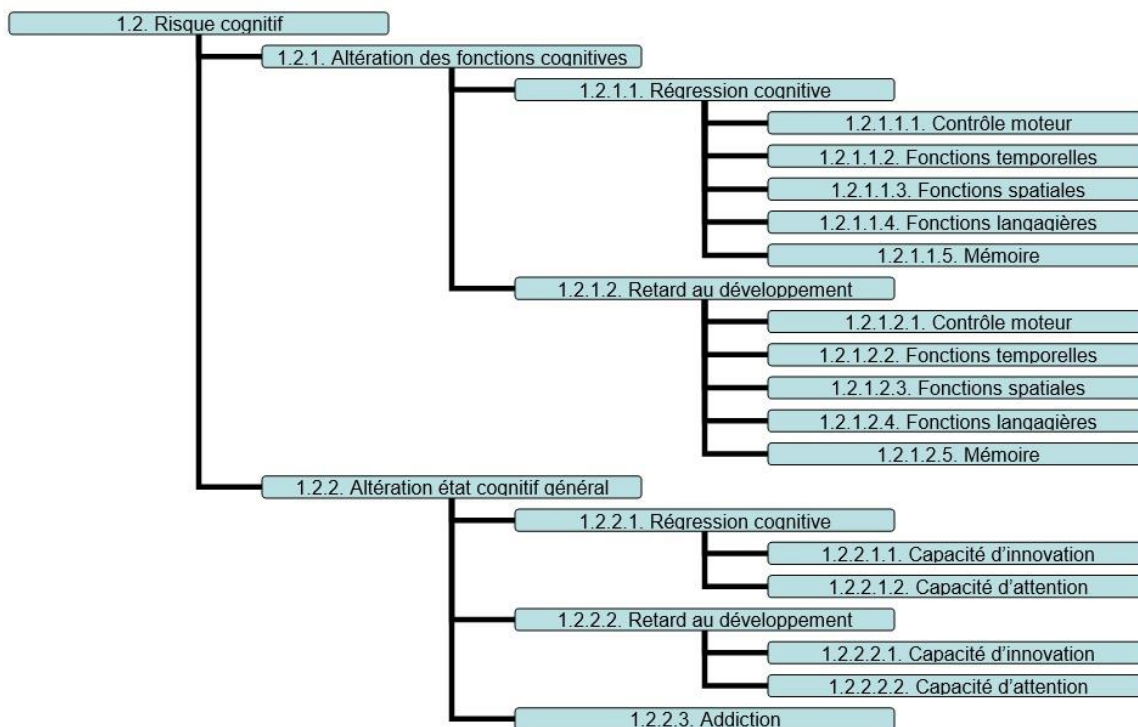 1.2. Risque cognitif
1.2.1. Altération des fonctions cognitives
1.2.1.1. Régression cognitive
1.2.1.1.1. Contrôle moteur
1.2.1.1.2. Fonctions temporelles
1.2.1.1.3. Fonctions spatiales
1.2.1.1.4. Fonctions langagières
1.2.1.1.5. Mémoire
1.2.1.2. Retard au développement
1.2.1.2.1. Contrôle moteur
1.2.1.2.2. Fonctions temporelles
1.2.1.2.3. Fonctions spatiales
1.2.1.2.4. Fonctions langagières
1.2.1.2.5. Mémoire
1.2.2. Altération état cognitif général
1.2.2.1. Régression cognitive
1.2.2.1.1. Capacité d’innovation
1.2.2.1.2. Capacité d’attention
1.2.2.2. Retard au développement
1.2.2.2.1. Capacité d’innovation
1.2.2.2.2. Capacité d’attention
1.2.2.3. Addiction